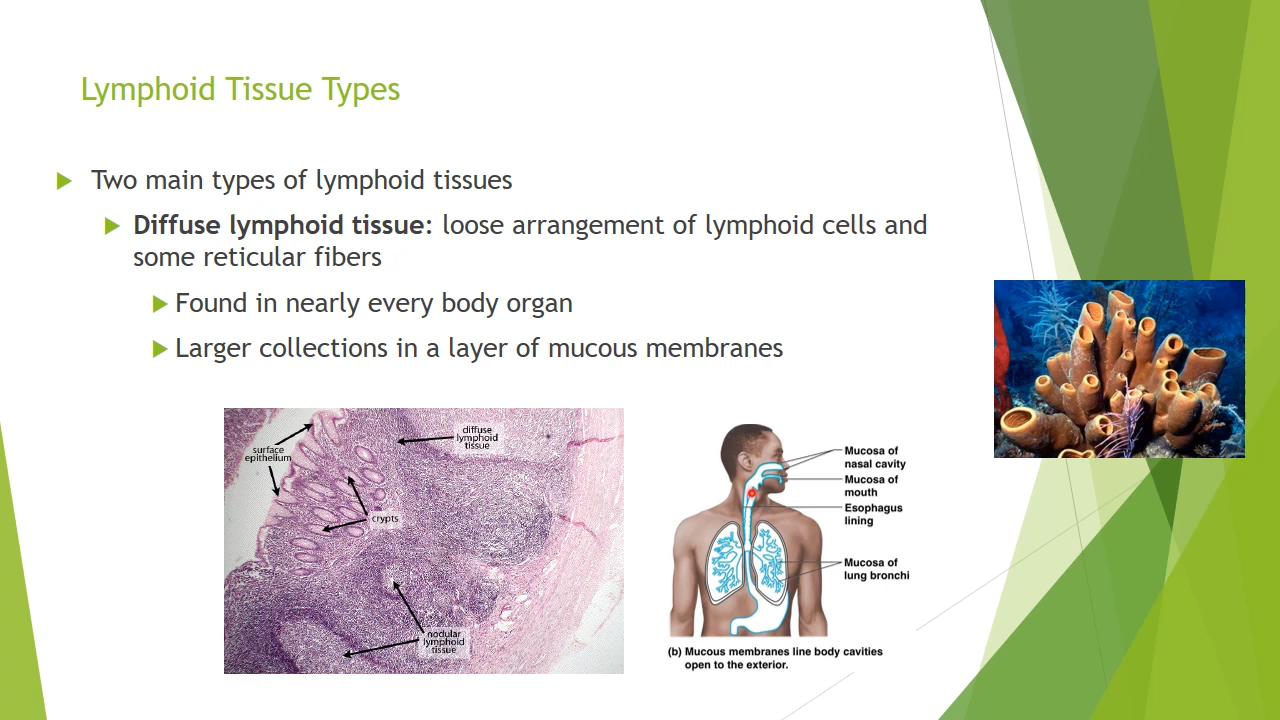 Lymphoid Tissue Types
Two main types of lymphoid tissues
Diffuse lymphoid tissue: loose arrangement of lymphoid cells and
some reticular fibers
Found in nearly every body organ
Larger collections in a layer of mucous membranes
surface
epithelium
diffuse
lymphoid
tissue
crypts
nodular
lymphoid
tissue
Mucosa of
nasal cavity
Mucosa of
mouth
Esophagus
lining
Mucosa of
lung bronchi
(b) Mucous membranes line body cavities
open to the exterior.